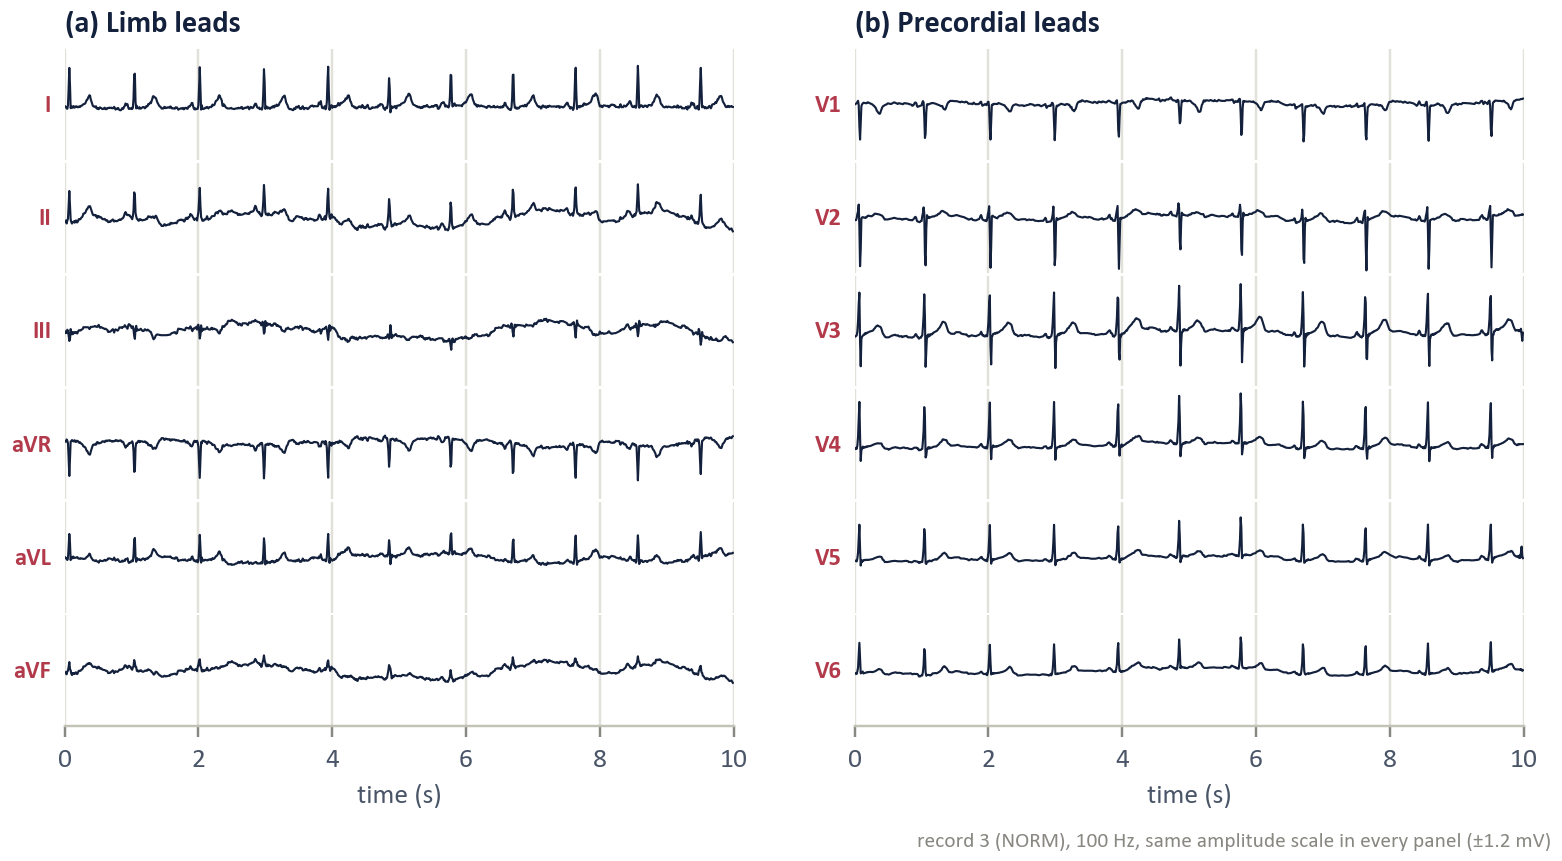 (a) Limb leads
I
II
III
aVR
aVL
aVF
0 2 4 6 8 10
time (s)
(b) Precordial leads
V1
V2
V3
V4
V5
V6
0 2 4 6 8 10
time (s)
record 3 (NORM), 100 Hz, same amplitude scale in every panel (±1.2 mV)